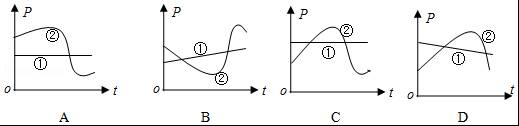 P P P P
② ① ② ②
① ② ① ①
o t o t o t o t
A B C D